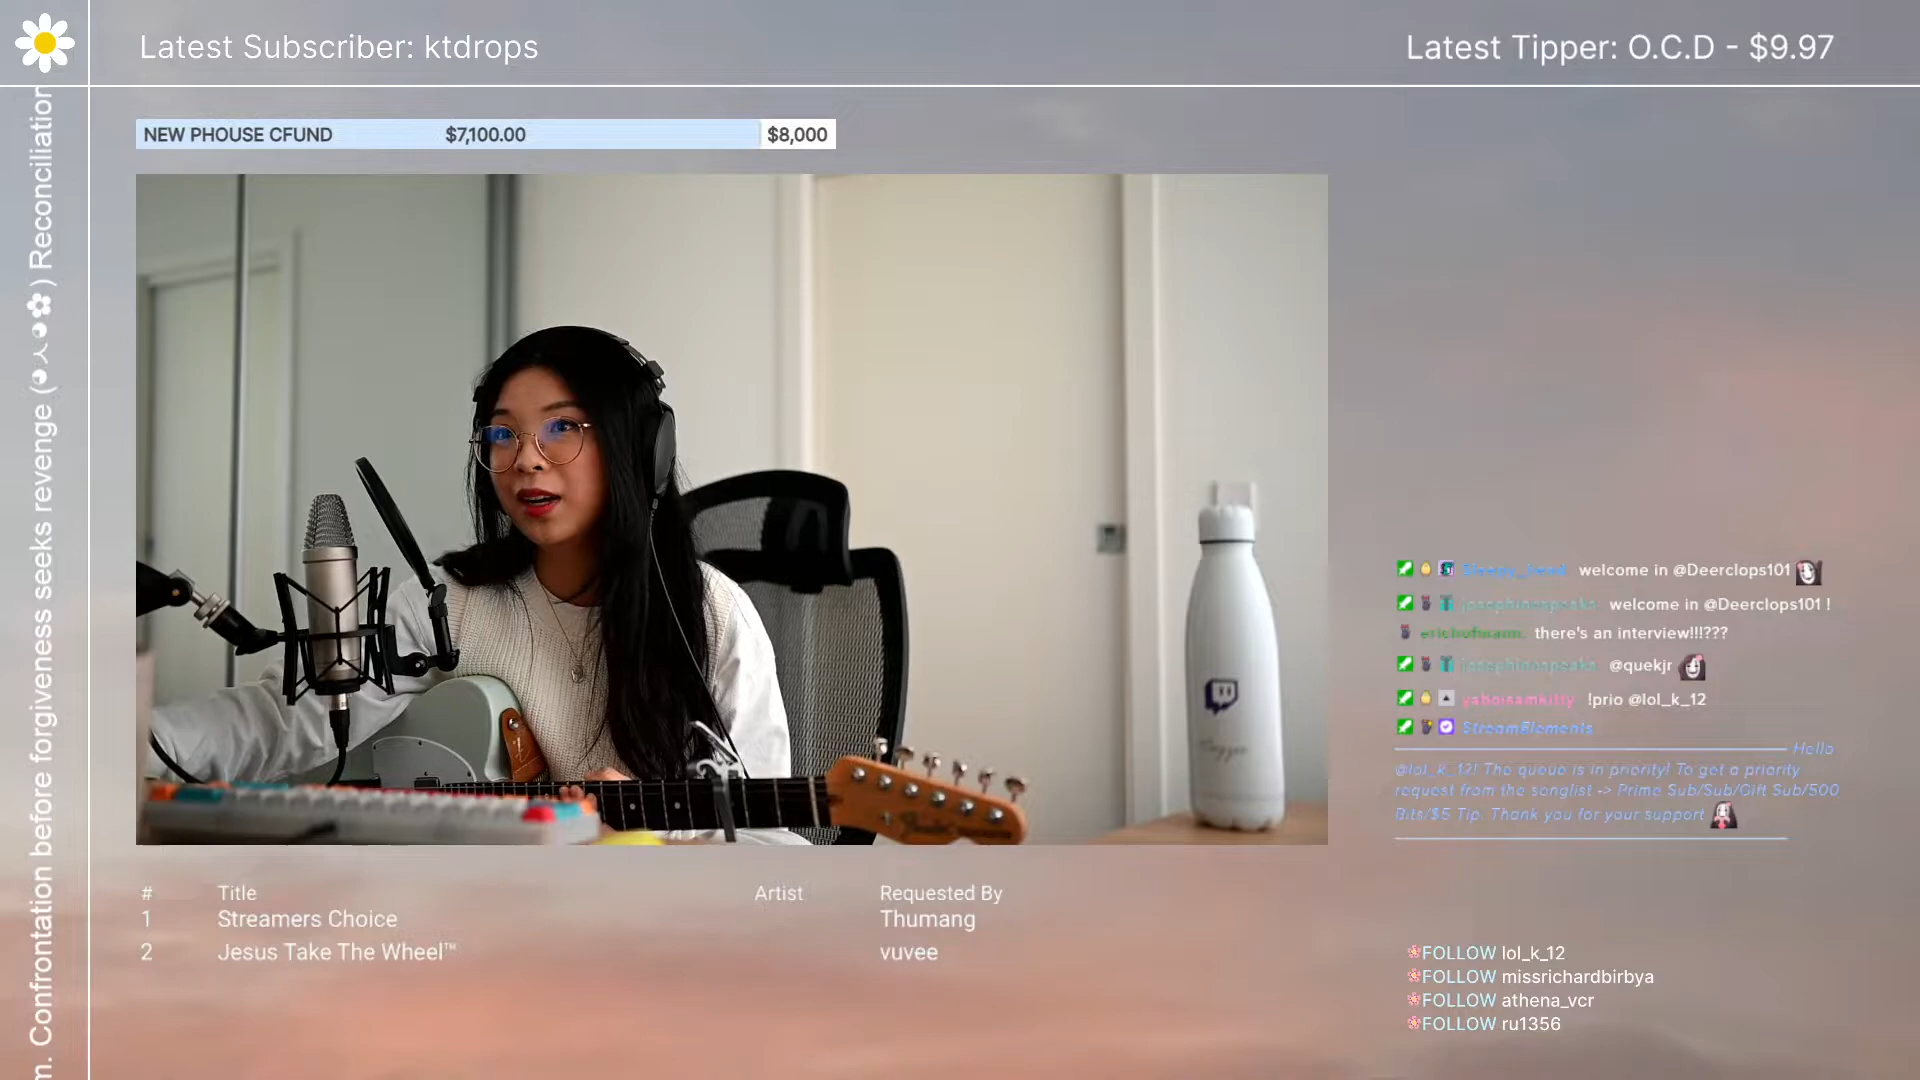 Latest Subscriber: ktdrops
Latest Tipper: O.C.D - $9.97
NEW PHOUSE CFUND $7,100.00 $8,000
m. Confrontation before forgiveness seeks revenge (◕ㅅ◕✿) Reconciliation
welcome in @Deerclops101
josephinespeaks welcome in @Deerclops101 !
there's an interview!!!???
josephinespeaks @quekjr
yaboisamkitty !prio @lol_k_12
StreamElements
Hello
@lol_k_12! The queue is in priority! To get a priority
request from the songlist -> Prime Sub/Sub/Gift Sub/500
Bits/$5 Tip. Thank you for your support
# Title Artist Requested By
1 Streamers Choice Thumang
2 Jesus Take The Wheel™ vuvee
FOLLOW lol_k_12
FOLLOW missrichardbirbya
FOLLOW athena_vcr
FOLLOW ru1356